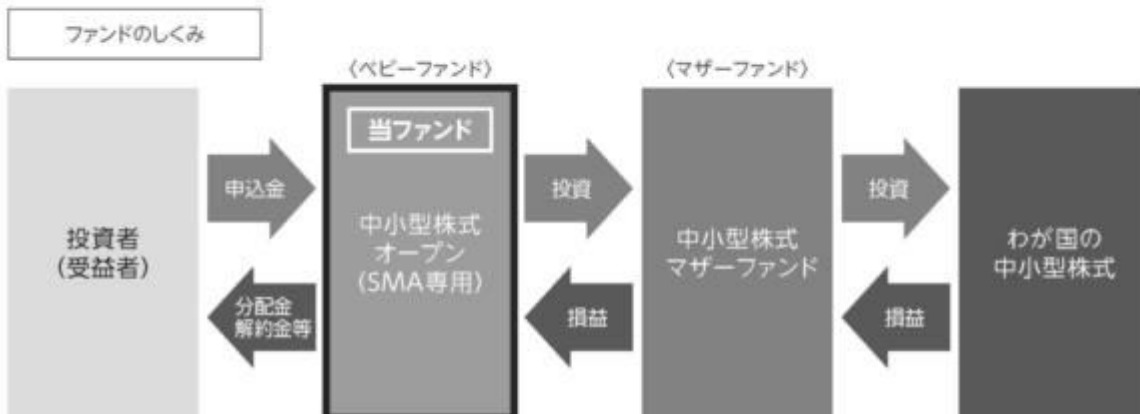 ファンドのしくみ
〈ベビーファンド〉
〈マザーファンド〉
投資者
(受益者)
申込金
分配金
解約金等
当ファンド
中小型株式
オープン
(SMA専用)
投資
損益
中小型株式
マザーファンド
投資
損益
わが国の
中小型株式